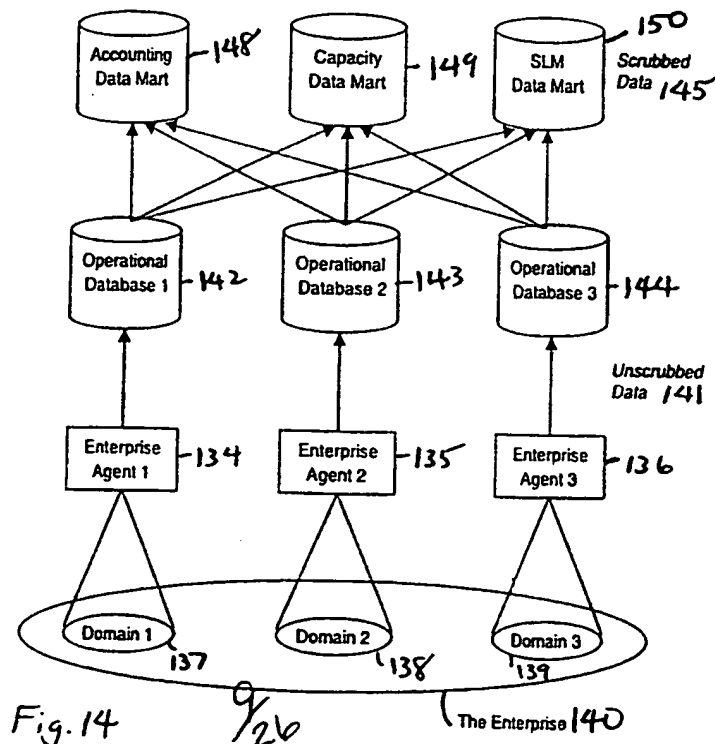 Accounting
Data Mart
148
Capacity
Data Mart
149
SLM
Data Mart
150
Scrubbed
Data 145
Operational
Database 1
142
Operational
Database 2
143
Operational
Database 3
144
Unscrubbed
Data 141
Enterprise
Agent 1
134
Enterprise
Agent 2
135
Enterprise
Agent 3
136
Domain 1
137
Domain 2
138
Domain 3
139
Fig. 14
9/26
The Enterprise 140